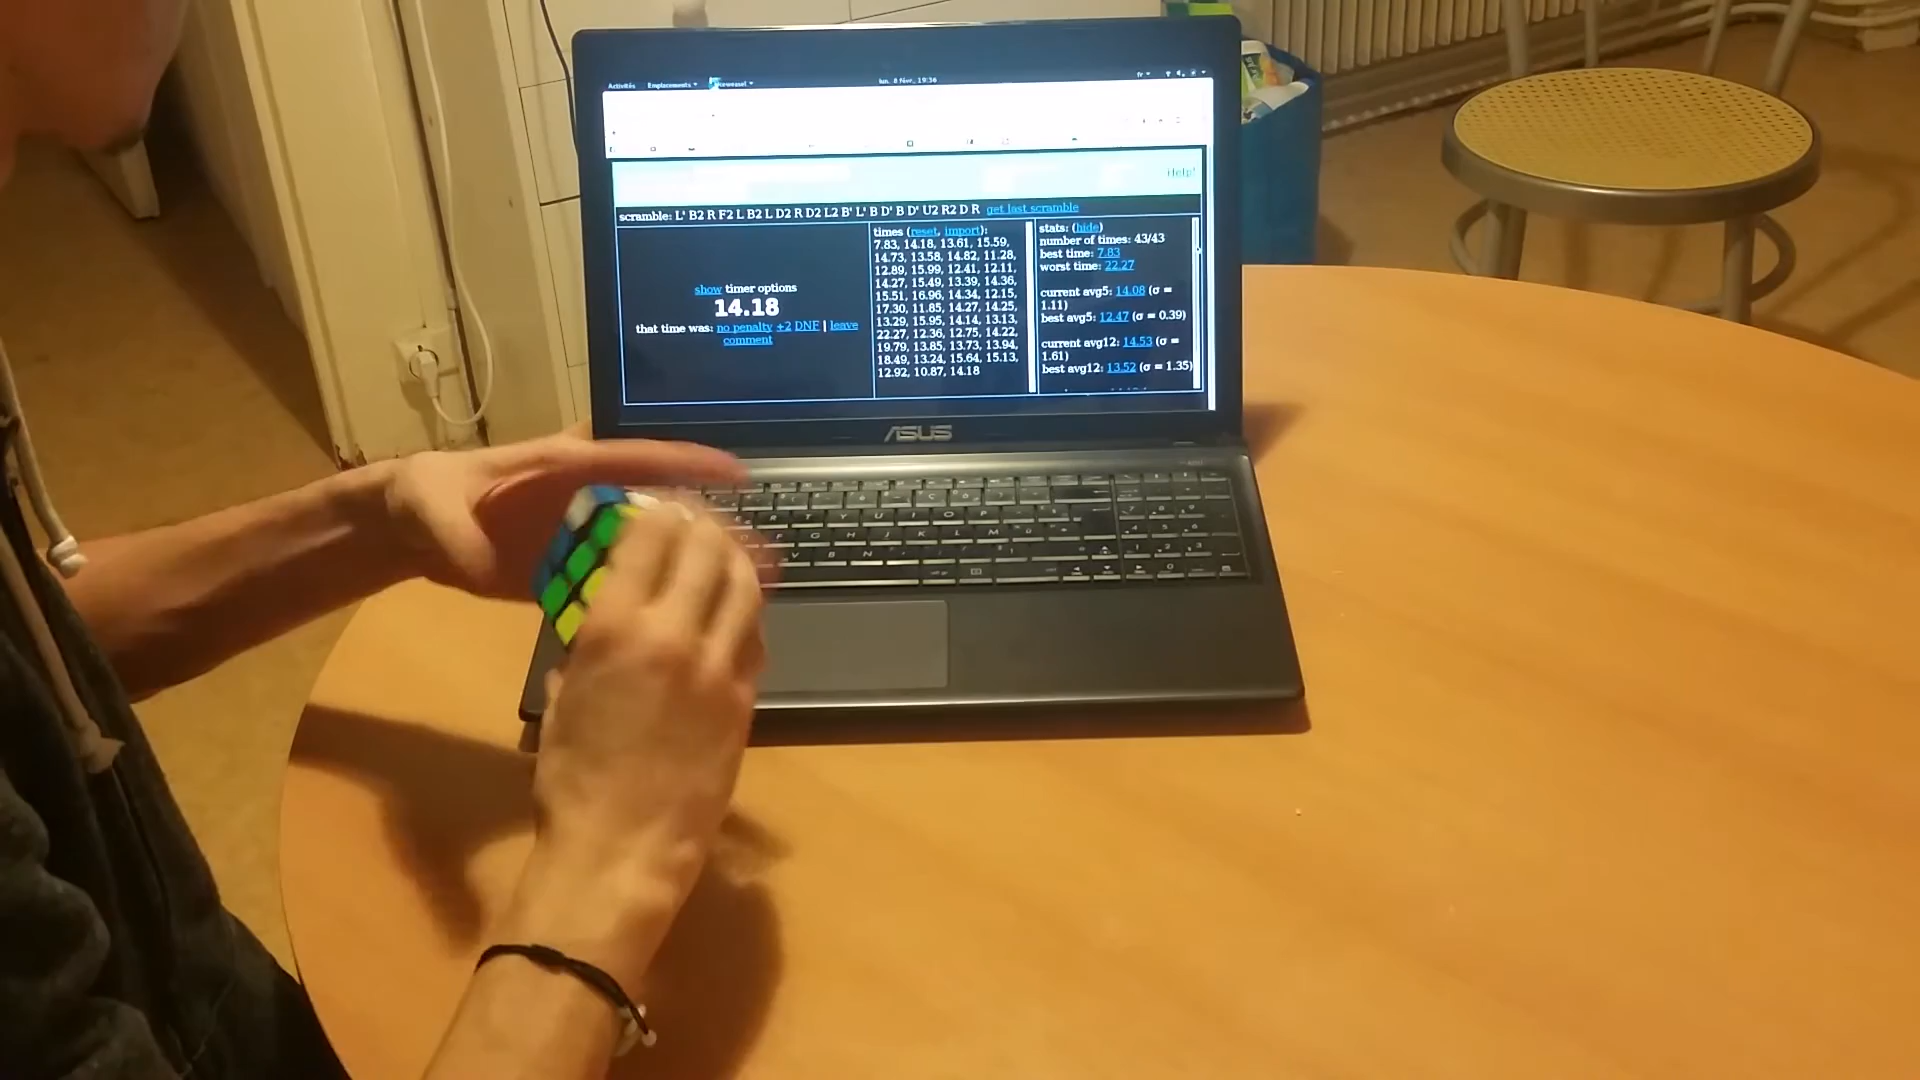 Activités Emplacements Iceweasel lun. 8 févr., 19:36 fr
Help!
scramble: L' B2 R F2 L B2 L D2 R D2 L2 B' L' B D' B D' U2 R2 D R get last scramble
show timer options
14.18
that time was: no penalty +2 DNF | leave
comment
times (reset, import):
7.83, 14.18, 13.61, 15.59,
14.73, 13.58, 14.82, 11.28,
12.89, 15.99, 12.41, 12.11,
14.27, 15.49, 13.39, 14.36,
15.51, 16.96, 14.34, 12.15,
17.30, 11.85, 14.27, 14.25,
13.29, 15.95, 14.14, 13.13,
22.27, 12.36, 12.75, 14.22,
19.79, 13.85, 13.73, 13.94,
18.49, 13.24, 15.64, 15.13,
12.92, 10.87, 14.18
stats: (hide)
number of times: 43/43
best time: 7.83
worst time: 22.27
current avg5: 14.08 (σ =
1.11)
best avg5: 12.47 (σ = 0.39)
current avg12: 14.53 (σ =
1.61)
best avg12: 13.52 (σ = 1.35)
ASUS
R T Y U I O P
F G H J K L M
V B N